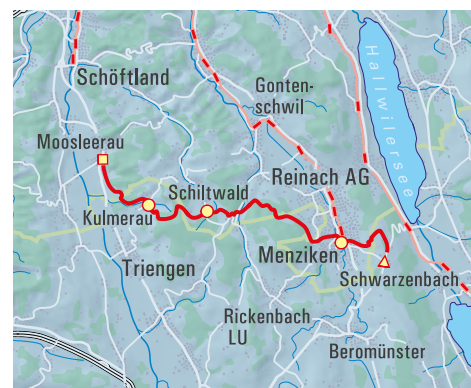 Schöftland
Gonten-
schwil
Hallwilersee
Moosleerau
Schiltwald
Reinach AG
Kulmerau
Menziken
Triengen
Schwarzenbach
Rickenbach
LU
Beromünster